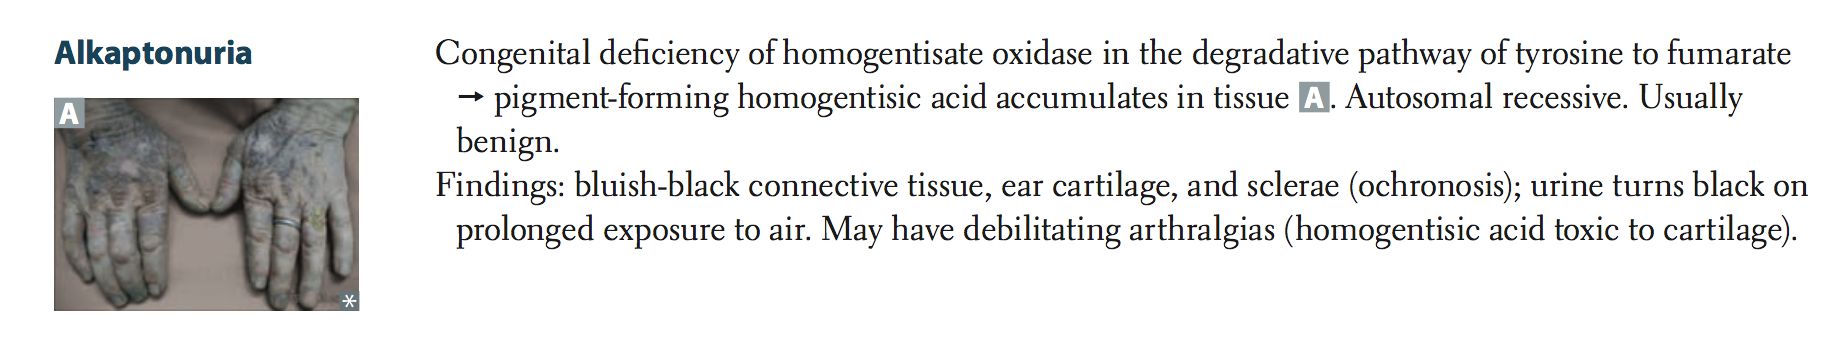 Alkaptonuria
A
*
Congenital deficiency of homogentisate oxidase in the degradative pathway of tyrosine to fumarate
→ pigment-forming homogentisic acid accumulates in tissue A. Autosomal recessive. Usually
benign.
Findings: bluish-black connective tissue, ear cartilage, and sclerae (ochronosis); urine turns black on
prolonged exposure to air. May have debilitating arthralgias (homogentisic acid toxic to cartilage).